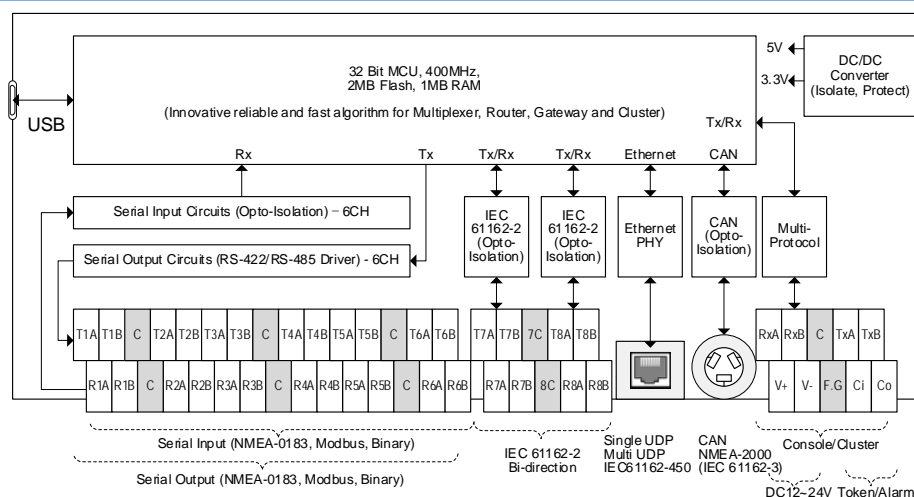 32 Bit MCU, 400MHz,
2MB Flash, 1MB RAM
(Innovative reliable and fast algorithm for Multiplexer, Router, Gateway and Cluster)
5V
3.3V
DC/DC
Converter
(Isolate, Protect)
USB
Tx/Rx
Rx
Tx
Tx/Rx
Tx/Rx
Ethernet
CAN
Serial Input Circuits (Opto-Isolation) – 6CH
Serial Output Circuits (RS-422/RS-485 Driver) - 6CH
IEC
61162-2
(Opto-
Isolation)
IEC
61162-2
(Opto-
Isolation)
Ethernet
PHY
CAN
(Opto-
Isolation)
Multi-
Protocol
T1A T1B C T2A T2B T3A T3B C T4A T4B T5A T5B C T6A T6B
T7A T7B 7C T8A T8B
RxA RxB C TxA TxB
R1A R1B C R2A R2B R3A R3B C R4A R4B R5A R5B C R6A R6B
R7A R7B 8C R8A R8B
V+ V- F.G Ci Co
Serial Input (NMEA-0183, Modbus, Binary)
Serial Output (NMEA-0183, Modbus, Binary)
IEC 61162-2
Bi-direction
Single UDP
Multi UDP
IEC61162-450
CAN
NMEA-2000
(IEC 61162-3)
Console/Cluster
DC12~24V
Token/Alarm